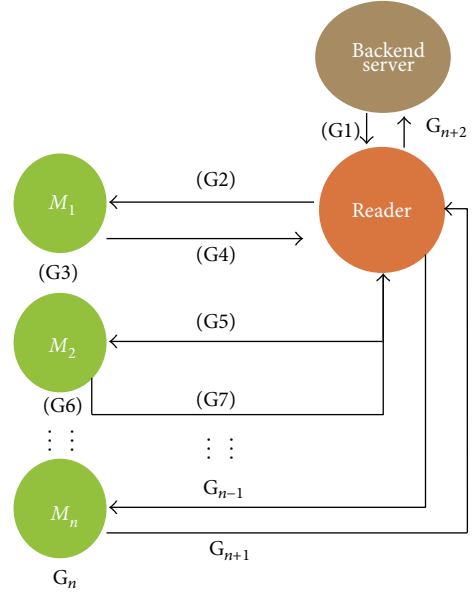 Backend
server
(G1)
G_{n+2}
(G2)
M_1
Reader
(G4)
(G3)
(G5)
M_2
(G6)
(G7)
⋮ ⋮
⋮ ⋮
G_{n-1}
M_n
G_{n+1}
G_n